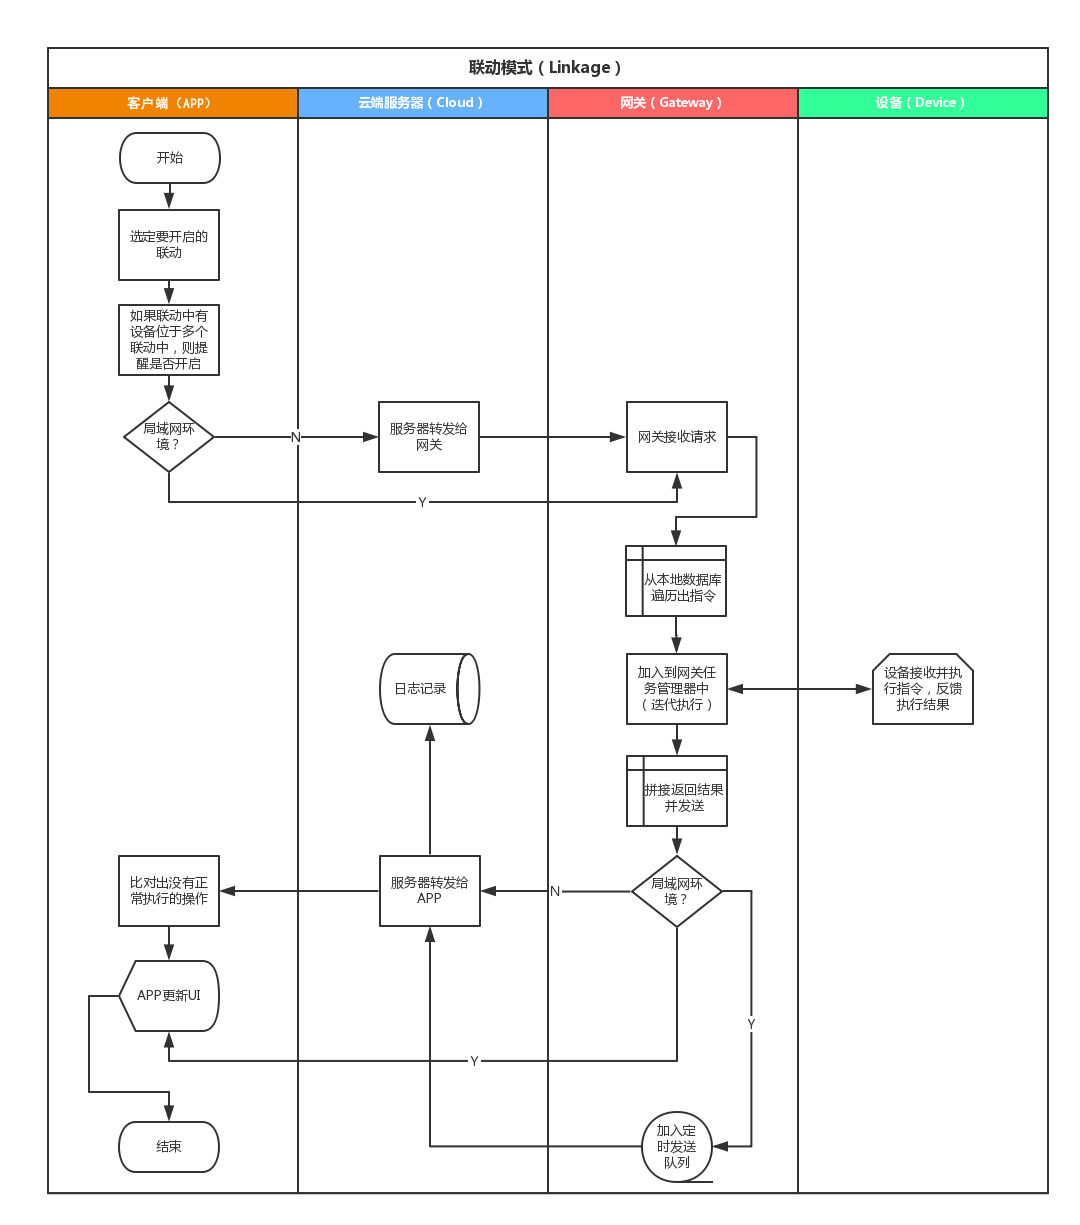 联动模式（Linkage）
客户端（APP）
云端服务器（Cloud）
网关（Gateway）
设备（Device）
开始
选定要开启的
联动
如果联动中有
设备位于多个
联动中，则提
醒是否开启
局域网环
境？
N
服务器转发给
网关
网关接收请求
Y
从本地数据库
遍历出指令
日志记录
加入到网关任
务管理器中
（迭代执行）
设备接收并执
行指令，反馈
执行结果
拼接返回结果
并发送
比对出没有正
常执行的操作
服务器转发给
APP
N
局域网环
境？
APP更新UI
Y
Y
结束
加入定
时发送
队列